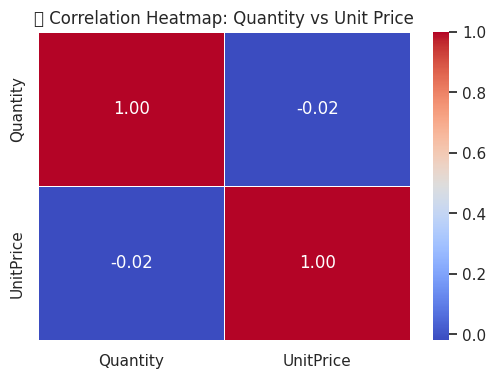 Correlation Heatmap: Quantity vs Unit Price
Quantity
1.00
-0.02
UnitPrice
-0.02
1.00
Quantity
UnitPrice
1.0
0.8
0.6
0.4
0.2
0.0